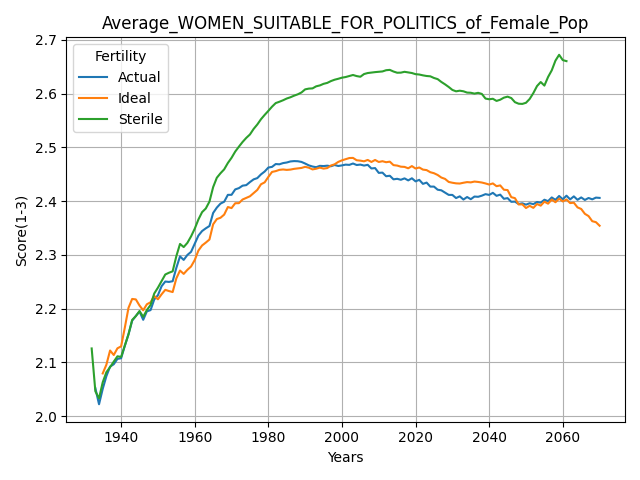 Average_WOMEN_SUITABLE_FOR_POLITICS_of_Female_Pop
2.7
2.6
2.5
2.4
2.3
2.2
2.1
2.0
Score(1-3)
Fertility
Actual
Ideal
Sterile
1940 1960 1980 2000 2020 2040 2060
Years